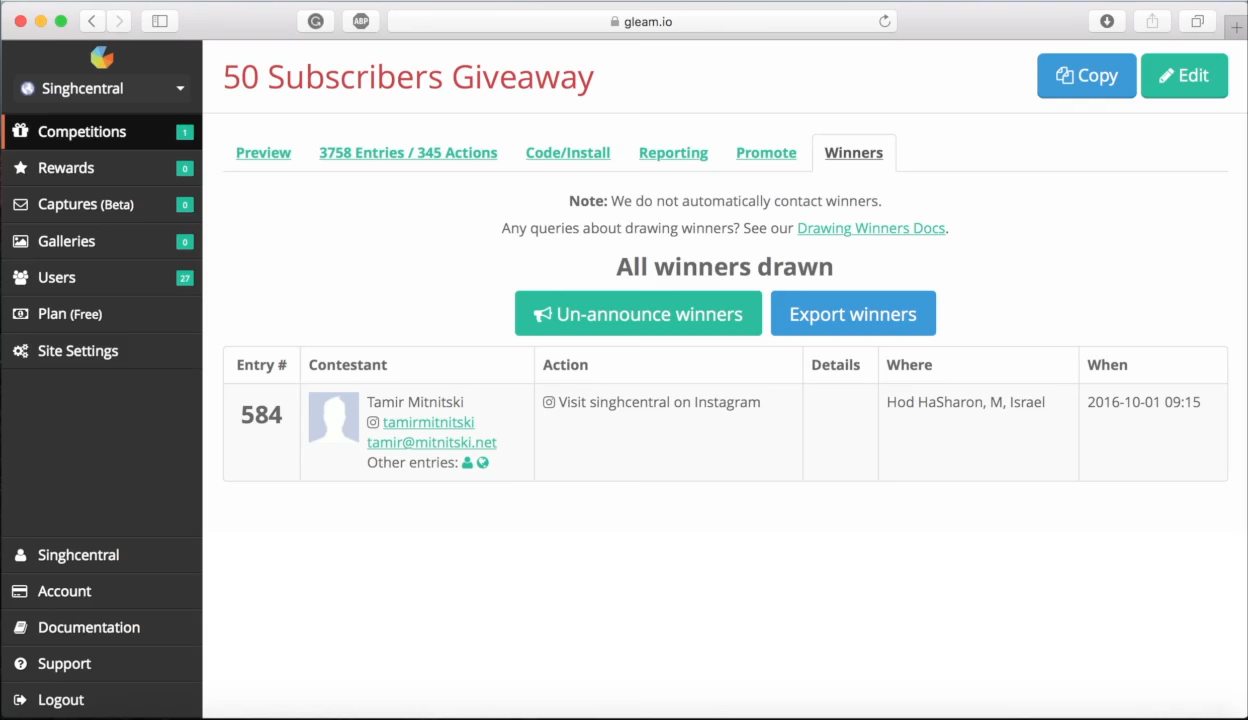 ABP
gleam.io
Singhcentral
Competitions 1
Rewards 0
Captures (Beta) 0
Galleries 0
Users 27
Plan (Free)
Site Settings
Singhcentral
Account
Documentation
Support
Logout
50 Subscribers Giveaway
Copy Edit
Preview 3758 Entries / 345 Actions Code/Install Reporting Promote Winners
Note: We do not automatically contact winners.
Any queries about drawing winners? See our Drawing Winners Docs.
All winners drawn
Un-announce winners Export winners
Entry # Contestant Action Details Where When
584 Tamir Mitnitski Visit singhcentral on Instagram Hod HaSharon, M, Israel 2016-10-01 09:15
tamirmitnitski
tamir@mitnitski.net
Other entries: